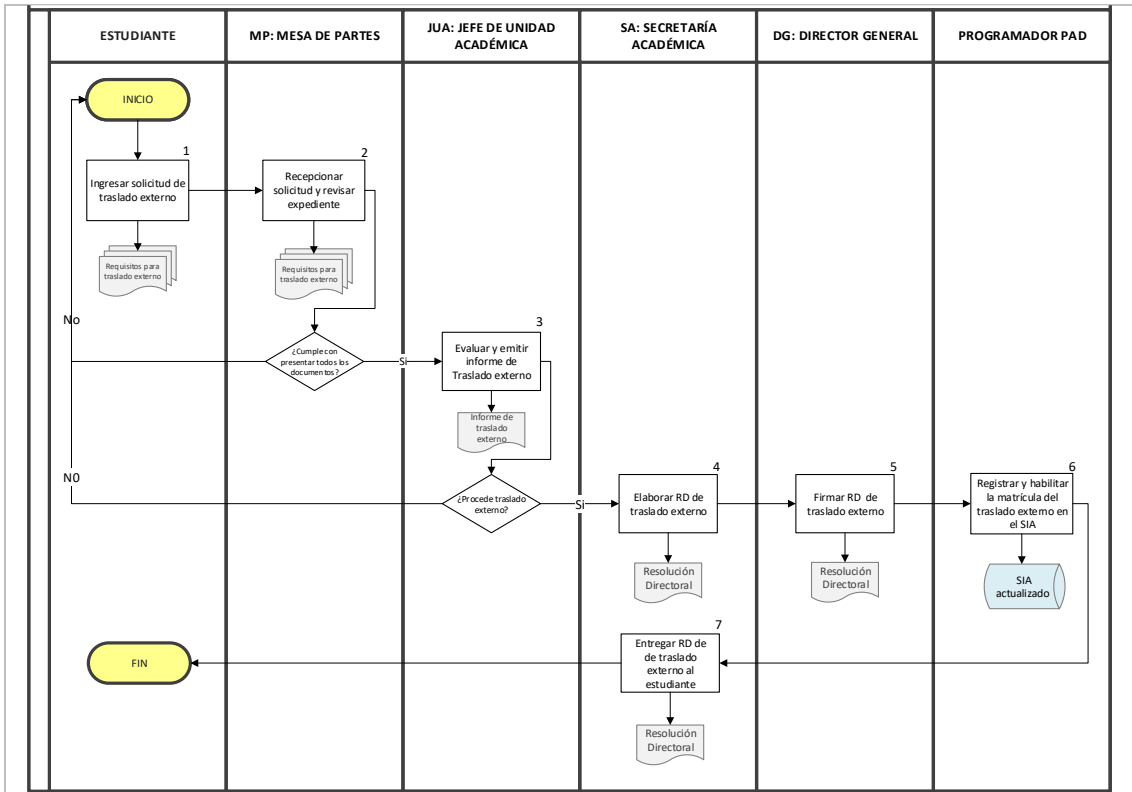 ESTUDIANTE
MP: MESA DE PARTES
JUA: JEFE DE UNIDAD
ACADÉMICA
SA: SECRETARÍA
ACADÉMICA
DG: DIRECTOR GENERAL
PROGRAMADOR PAD
INICIO
1
Ingresar solicitud de
traslado externo
Requisitos para
traslado externo
2
Recepcionar
solicitud y revisar
expediente
Requisitos para
traslado externo
No
¿Cumple con
presentar todos los
documentos?
Si
3
Evaluar y emitir
informe de
Traslado externo
Informe de
traslado
externo
N0
¿Procede traslado
externo?
Si
4
Elaborar RD de
traslado externo
Resolución
Directoral
5
Firmar RD de
traslado externo
Resolución
Directoral
6
Registrar y habilitar
la matrícula del
traslado externo en
el SIA
SIA
actualizado
7
Entregar RD de
de traslado
externo al
estudiante
Resolución
Directoral
FIN